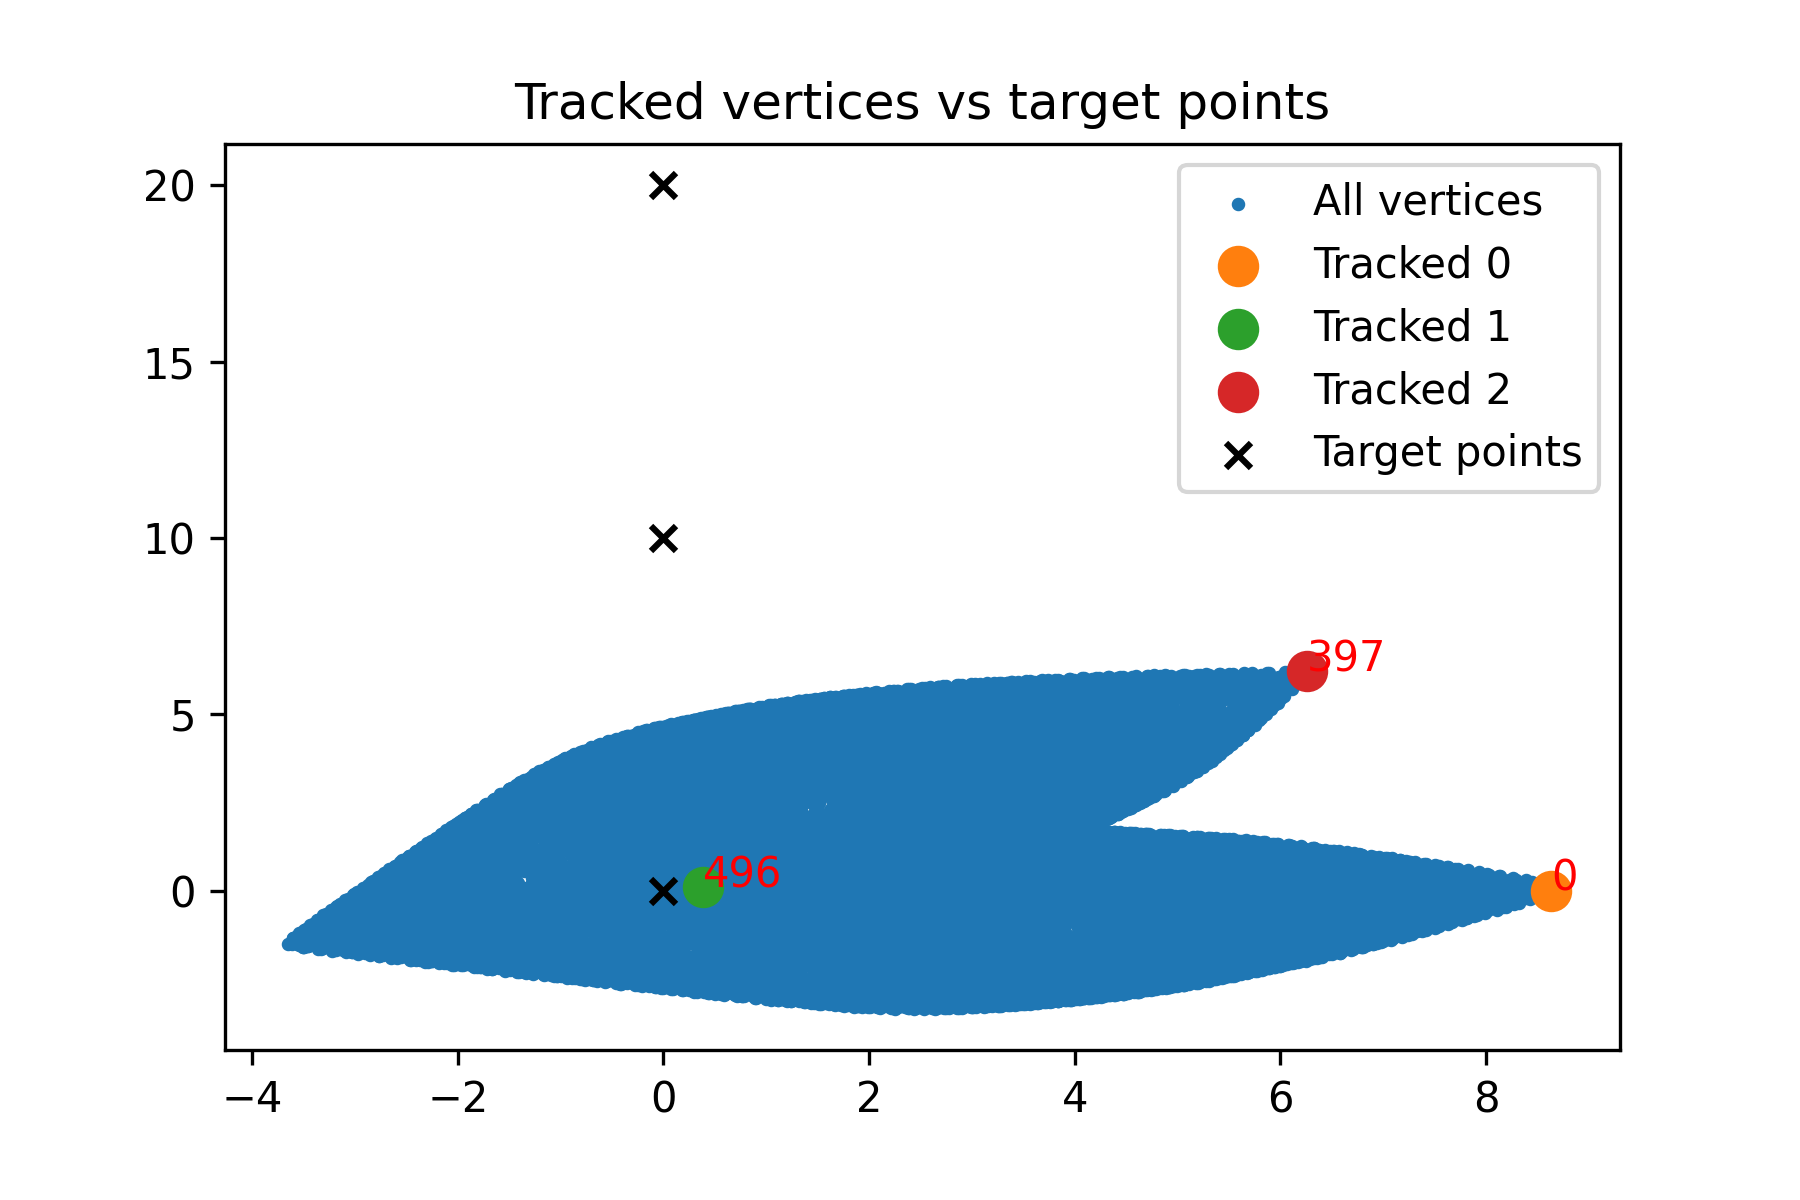 Tracked vertices vs target points
20
15
10
5
0
All vertices
Tracked 0
Tracked 1
Tracked 2
Target points
397
496
0
−4
−2
0
2
4
6
8